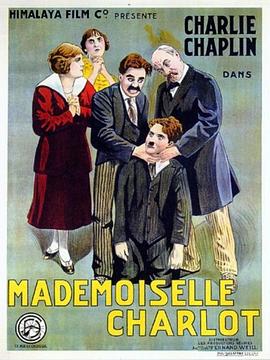 HIMALAYA FILM Cº PRÉSENTE
CHARLIE
CHAPLIN
DANS
MADEMOISELLE
CHARLOT